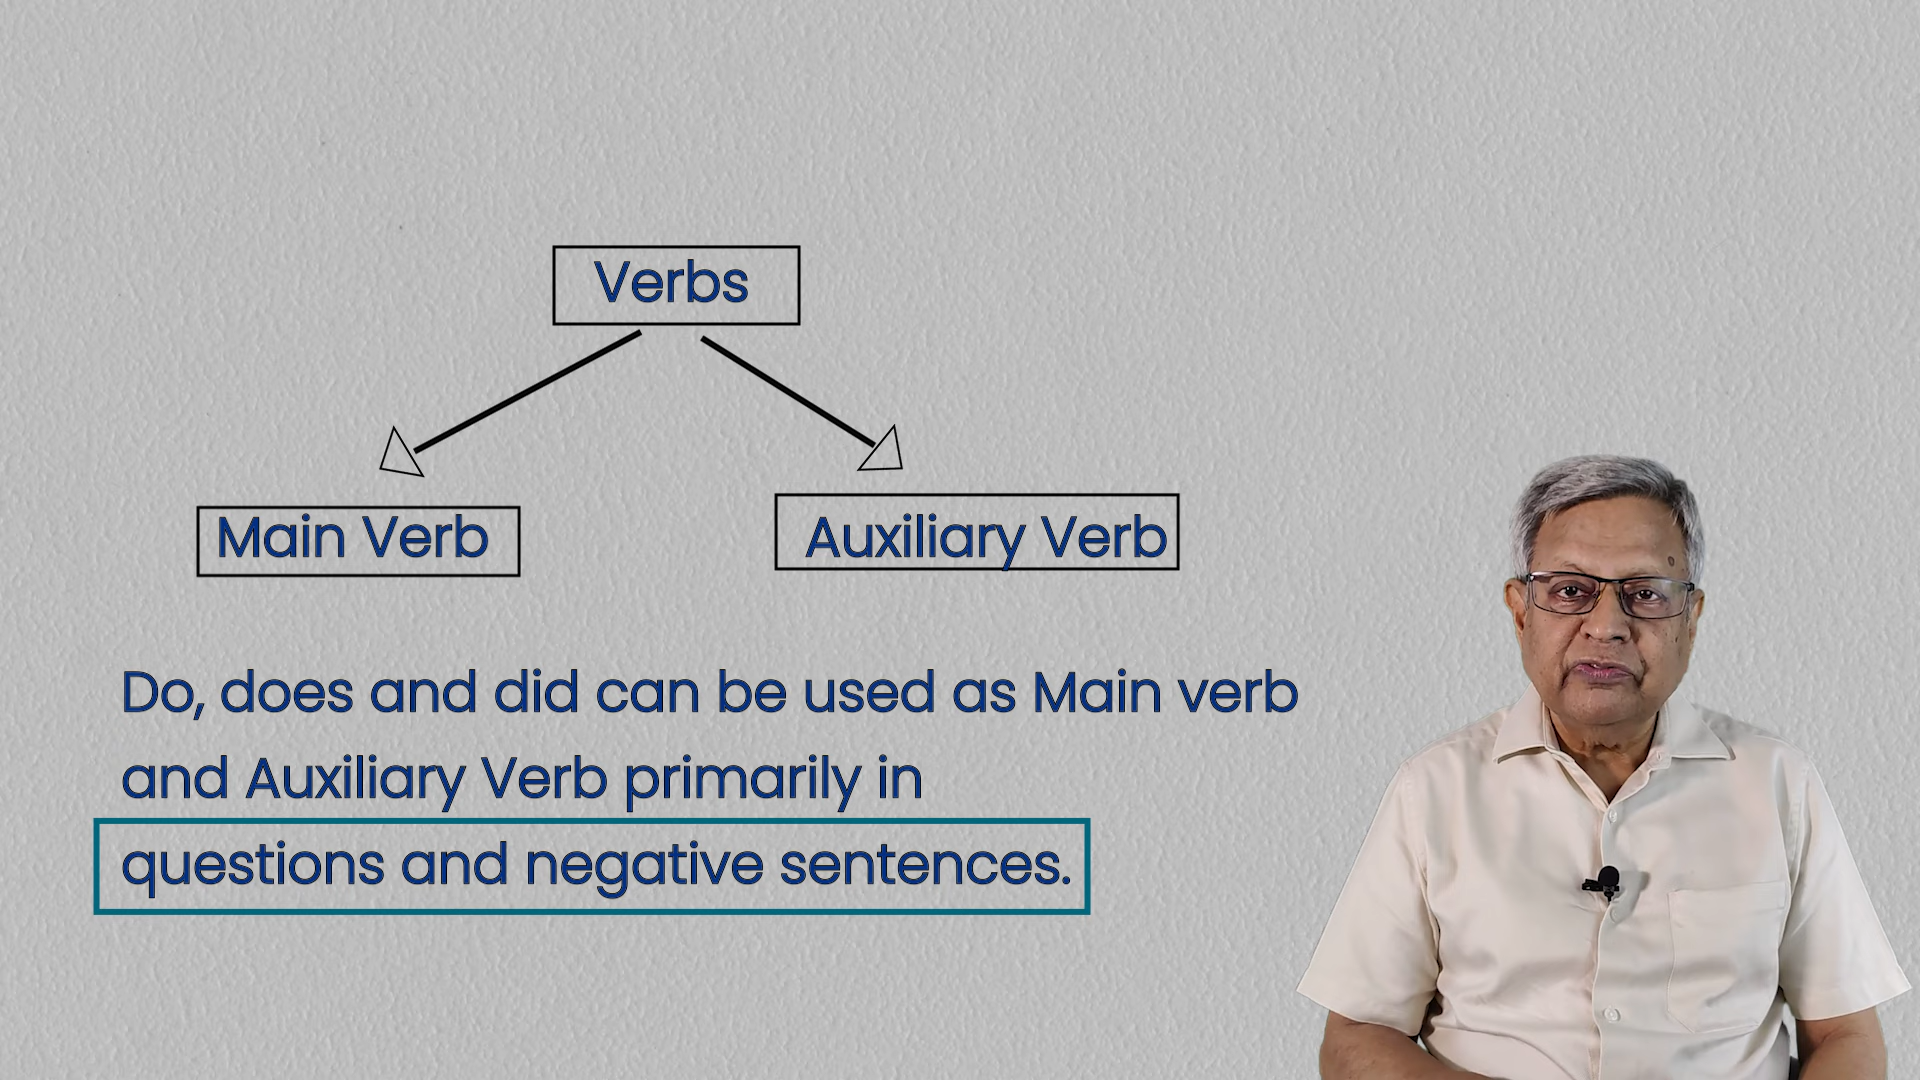 Verbs
Main Verb
Auxiliary Verb
Do, does and did can be used as Main verb
and Auxiliary Verb primarily in
questions and negative sentences.